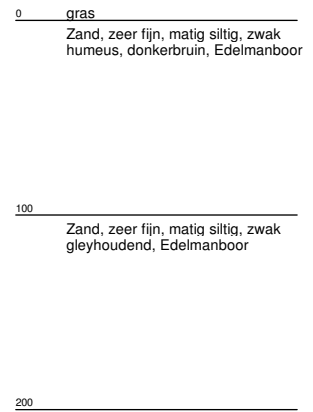 0 gras
Zand, zeer fijn, matig siltig, zwak
humeus, donkerbruin, Edelmanboor
100
Zand, zeer fijn, matig siltig, zwak
gleyhoudend, Edelmanboor
200